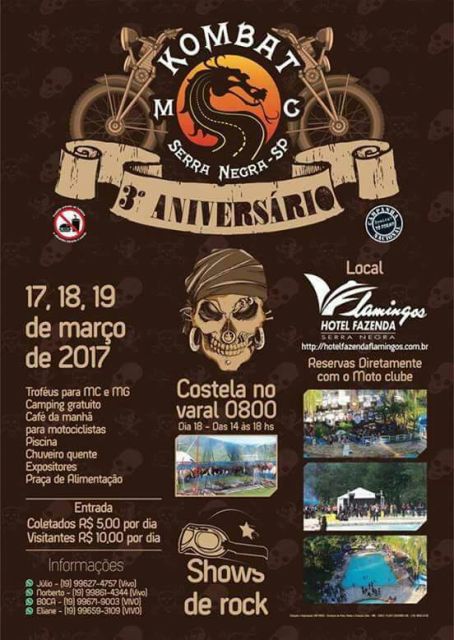 KOMBAT
M C
SERRA NEGRA-SP
3º ANIVERSÁRIO
CAMPANHA
NACIONAL
17, 18, 19
de março
de 2017
Troféus para MC e MG
Camping gratuito
Café da manhã
para motociclistas
Piscina
Chuveiro quente
Expositores
Praça de Alimentação
Entrada
Coletados R$ 5,00 por dia
Visitantes R$ 10,00 por dia
Informações
Júlio - (19) 99627-4757 (Vivo)
Norberto - (19) 99861-4344 (Vivo)
BOCA - (19) 99671-9003 (VIVO)
Eliane - (19) 99659-3109 (VIVO)
Costela no
varal 0800
Dia 18 - Das 14 às 18 hs
Shows
de rock
Local
Flamingos
HOTEL FAZENDA
SERRA NEGRA
http://hotelfazendaflamingos.com.br
Reservas Diretamente
com o Moto clube